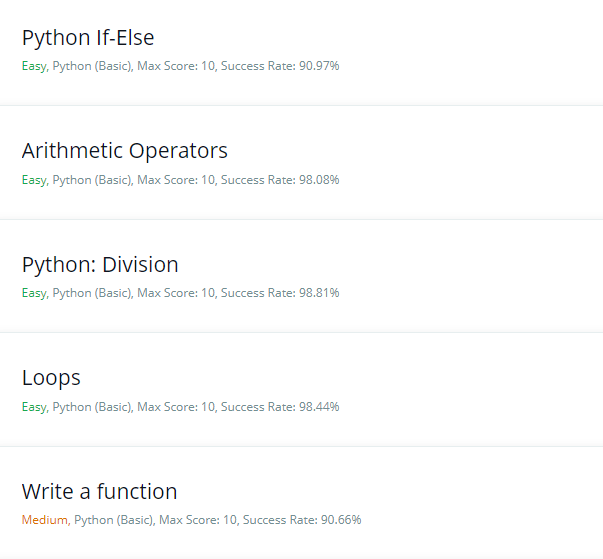 Python If-Else
Easy, Python (Basic), Max Score: 10, Success Rate: 90.97%
Arithmetic Operators
Easy, Python (Basic), Max Score: 10, Success Rate: 98.08%
Python: Division
Easy, Python (Basic), Max Score: 10, Success Rate: 98.81%
Loops
Easy, Python (Basic), Max Score: 10, Success Rate: 98.44%
Write a function
Medium, Python (Basic), Max Score: 10, Success Rate: 90.66%